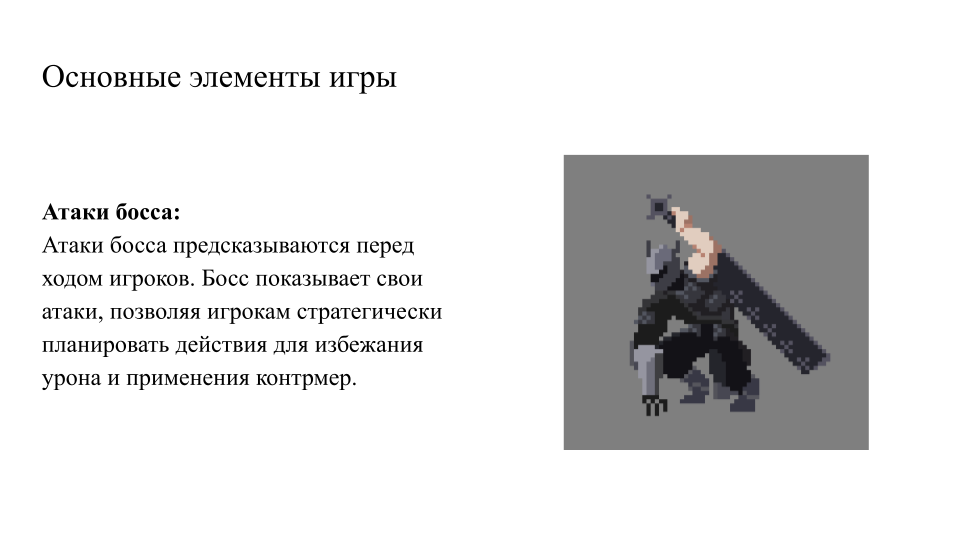 Основные элементы игры
Атаки босса:
Атаки босса предсказываются перед
ходом игроков. Босс показывает свои
атаки, позволяя игрокам стратегически
планировать действия для избежания
урона и применения контрмер.